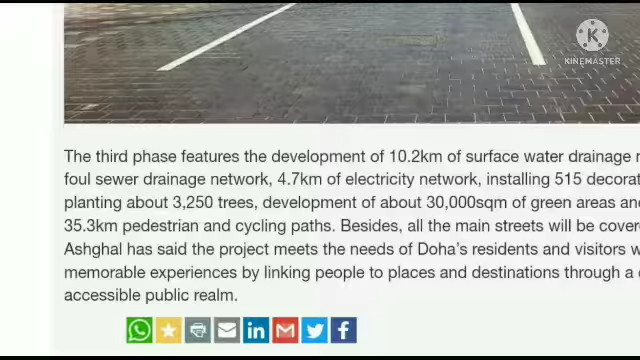 KINEMASTER
The third phase features the development of 10.2km of surface water drainage
foul sewer drainage network, 4.7km of electricity network, installing 515
planting about 3,250 trees, development of about 30,000sqm of green areas
35.3km pedestrian and cycling paths. Besides, all the main streets will be
Ashghal has said the project meets the needs of Doha's residents and visitors
memorable experiences by linking people to places and destinations through a
accessible public realm.